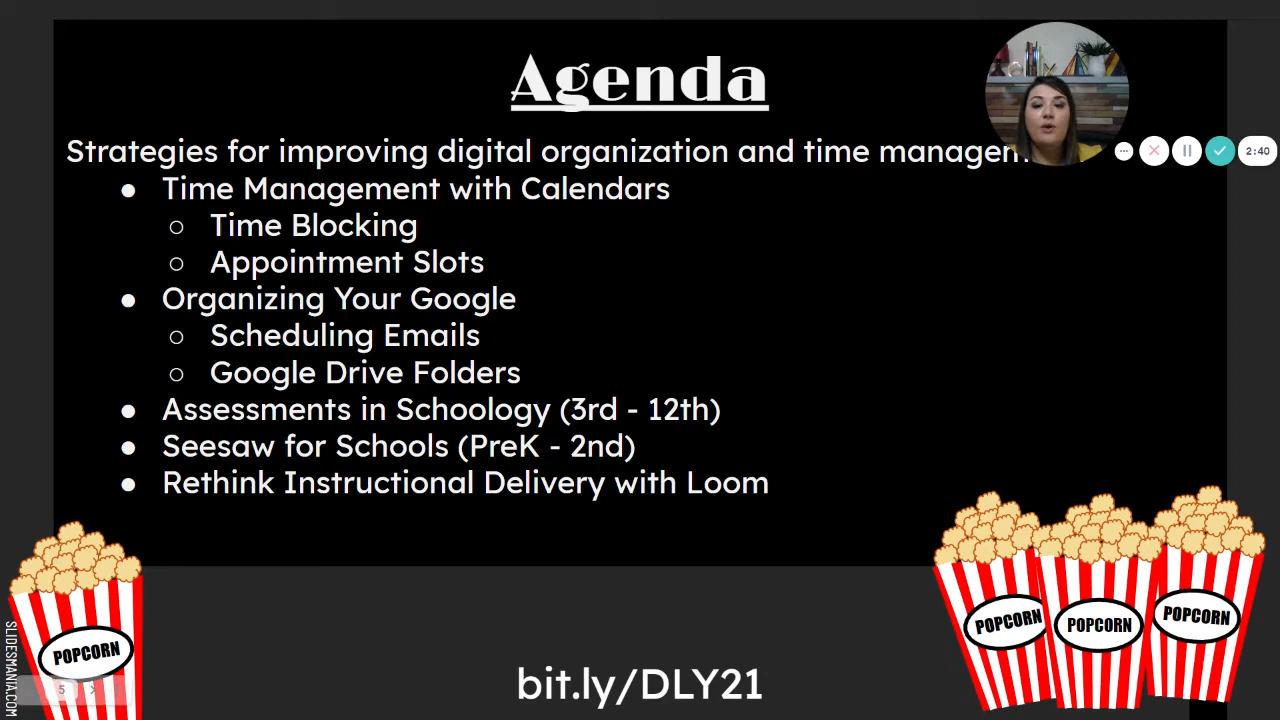 Agenda
Strategies for improving digital organization and time managem
● Time Management with Calendars
○ Time Blocking
○ Appointment Slots
● Organizing Your Google
○ Scheduling Emails
○ Google Drive Folders
● Assessments in Schoology (3rd - 12th)
● Seesaw for Schools (PreK - 2nd)
● Rethink Instructional Delivery with Loom
2:40
POPCORN
POPCORN
POPCORN
POPCORN
SLIDESMANIA.COM
5
bit.ly/DLY21